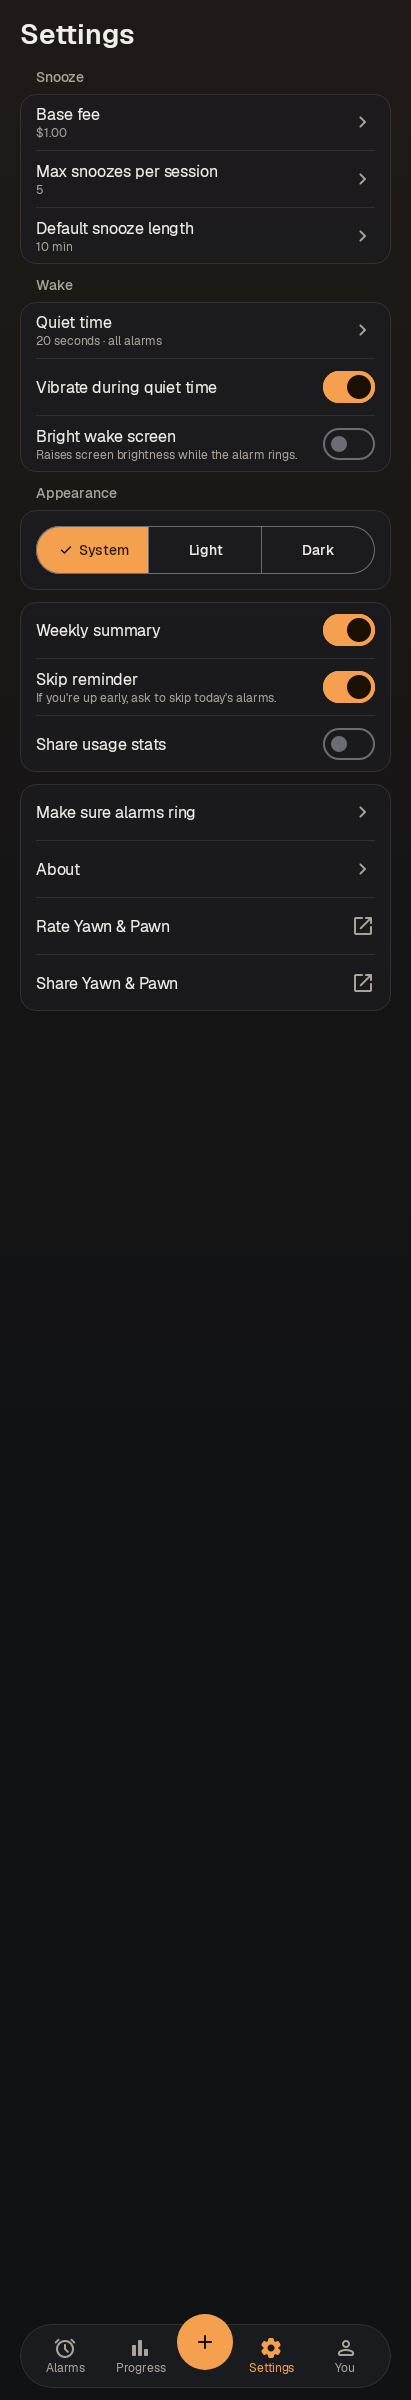 Settings
Snooze
Base fee
$1.00
Max snoozes per session
5
Default snooze length
10 min
Wake
Quiet time
20 seconds · all alarms
Vibrate during quiet time
Bright wake screen
Raises screen brightness while the alarm rings.
Appearance
System Light Dark
Weekly summary
Skip reminder
If you're up early, ask to skip today's alarms.
Share usage stats
Make sure alarms ring
About
Rate Yawn & Pawn
Share Yawn & Pawn
Alarms Progress Settings You